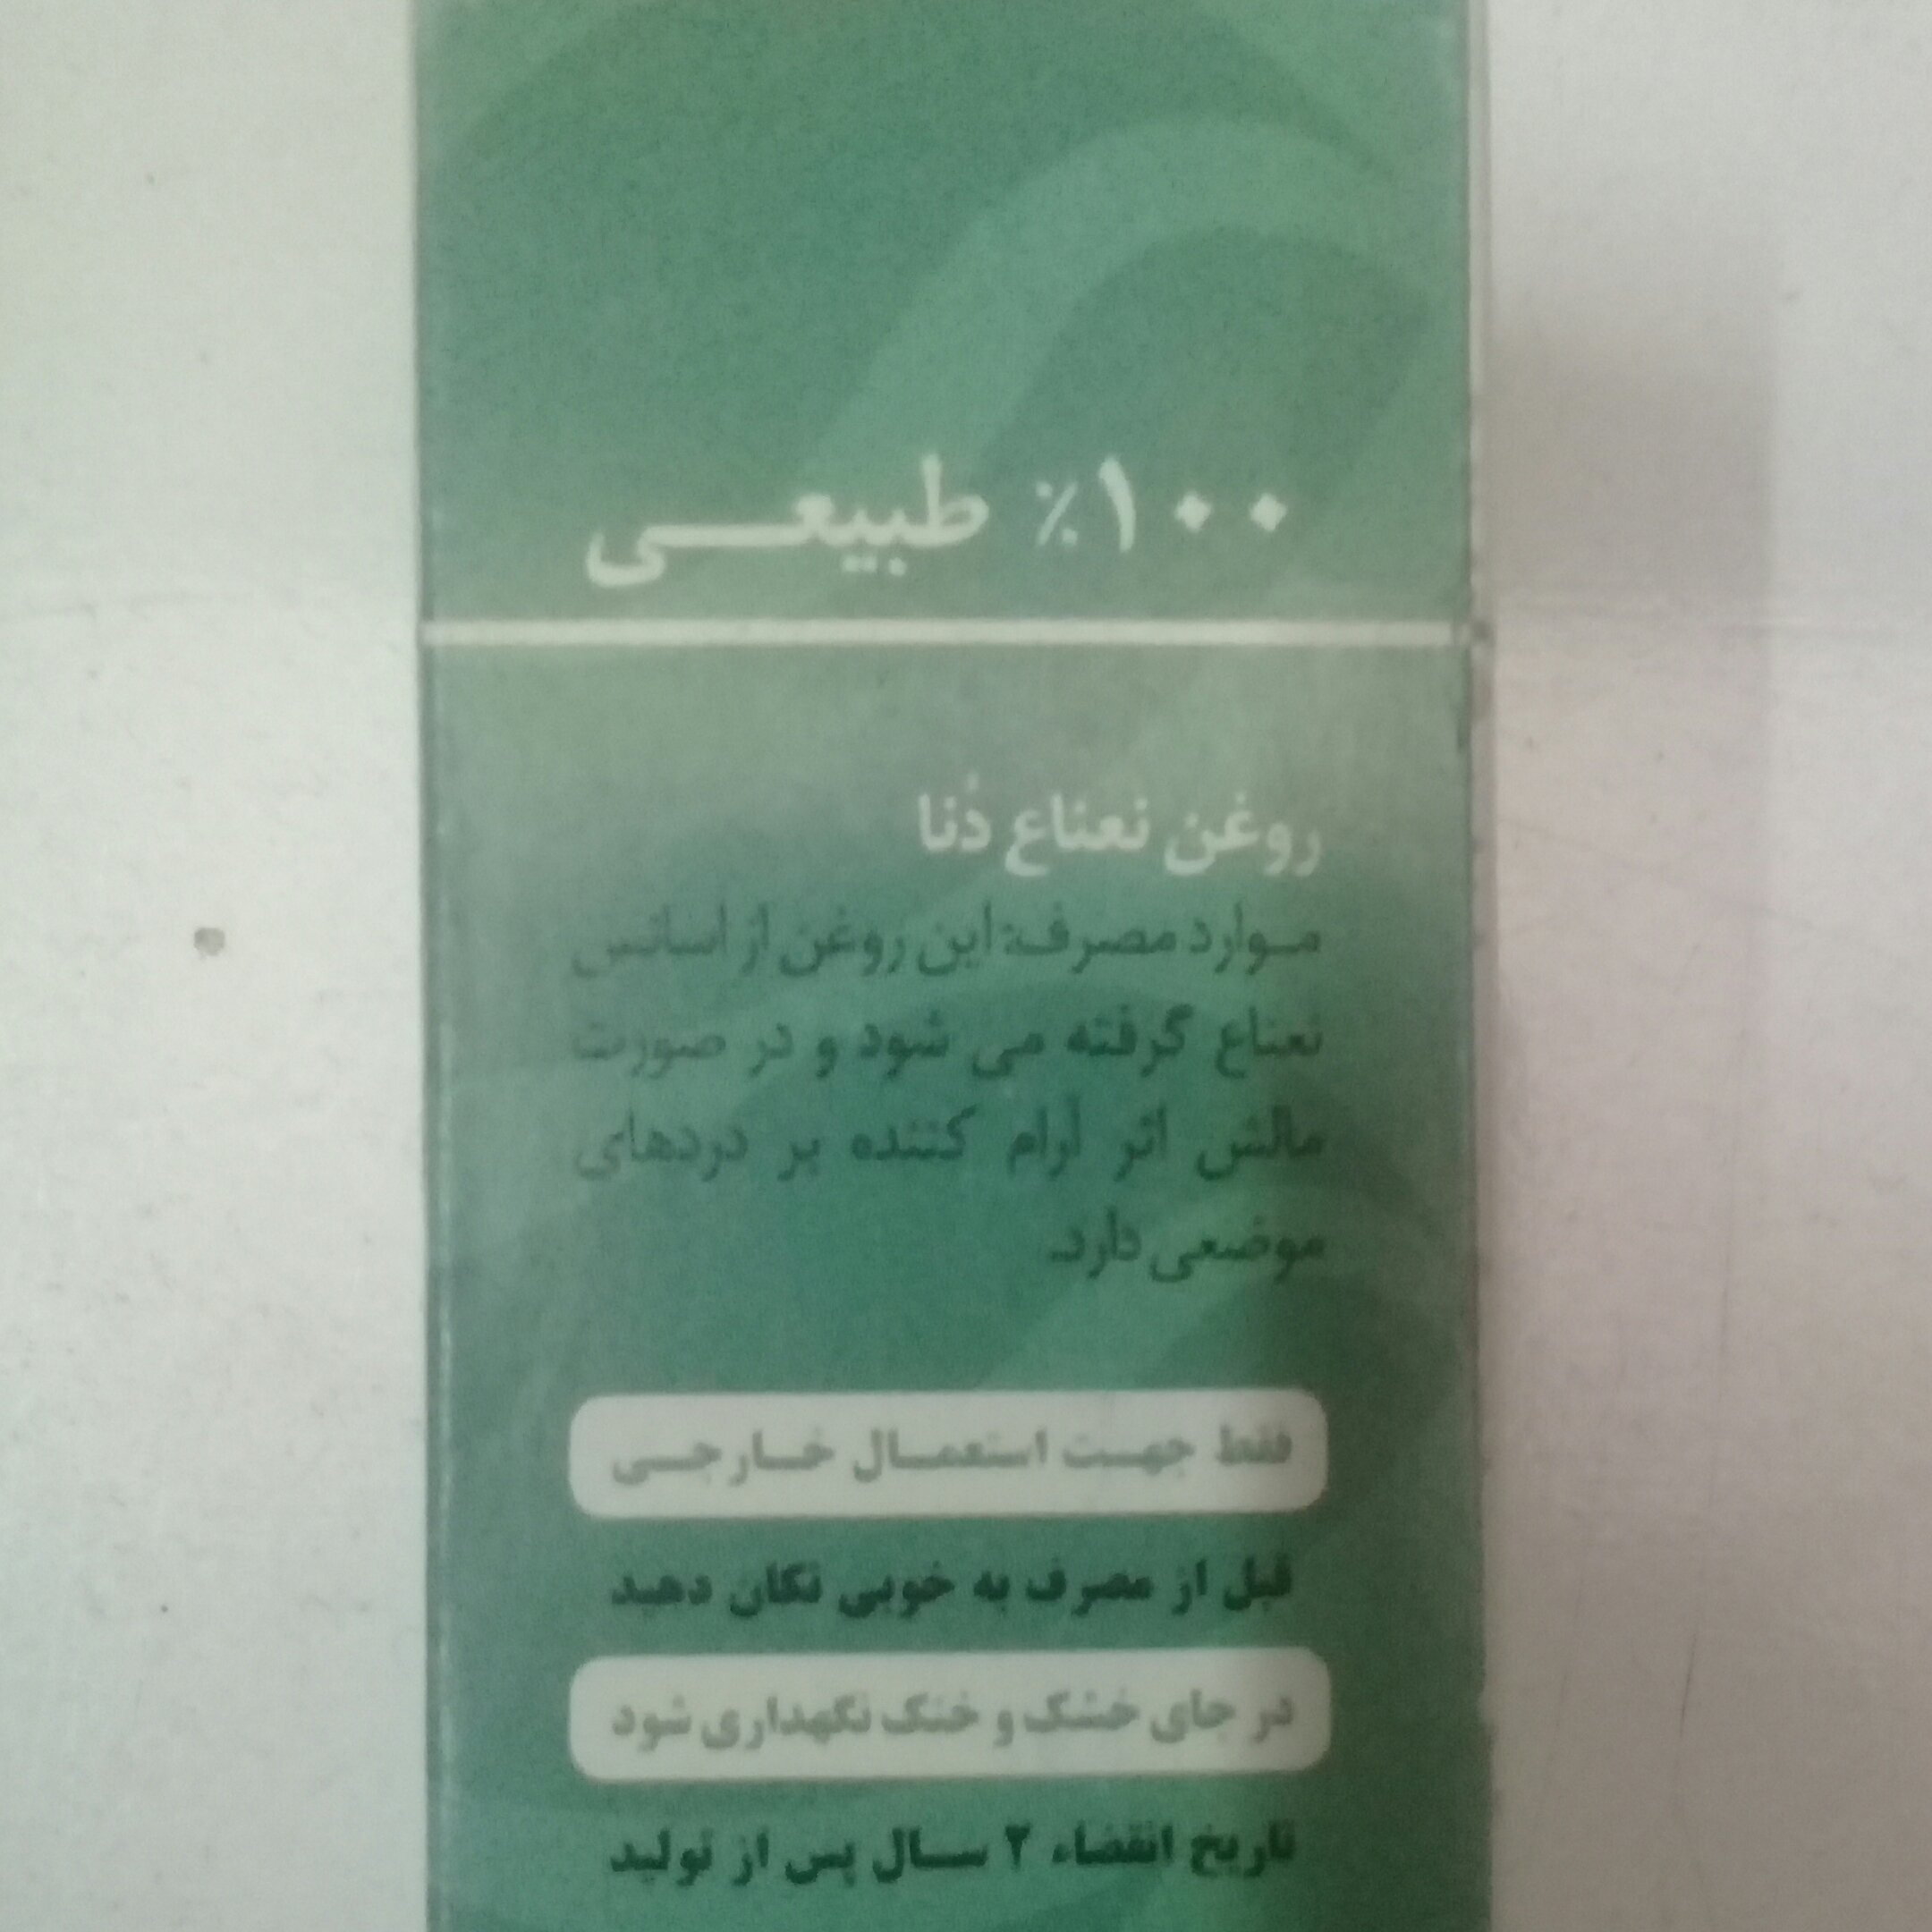 ۱۰۰٪ طبیعی
روغن نعناع دُنا
موارد مصرف: این روغن از اسانس
نعناع گرفته می شود و در صورت
مالش اثر آرام کننده بر دردهای
موضعی دارد.
فقط جهت استعمال خارجی
قبل از مصرف به خوبی تکان دهید
در جای خشک و خنک نگهداری شود
تاریخ انقضاء ۲ سال پس از تولید